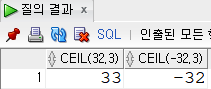 질의 결과 ×
SQL | 인출된 모든 행
CEIL(32,3) CEIL(-32,3)
1 33 -32